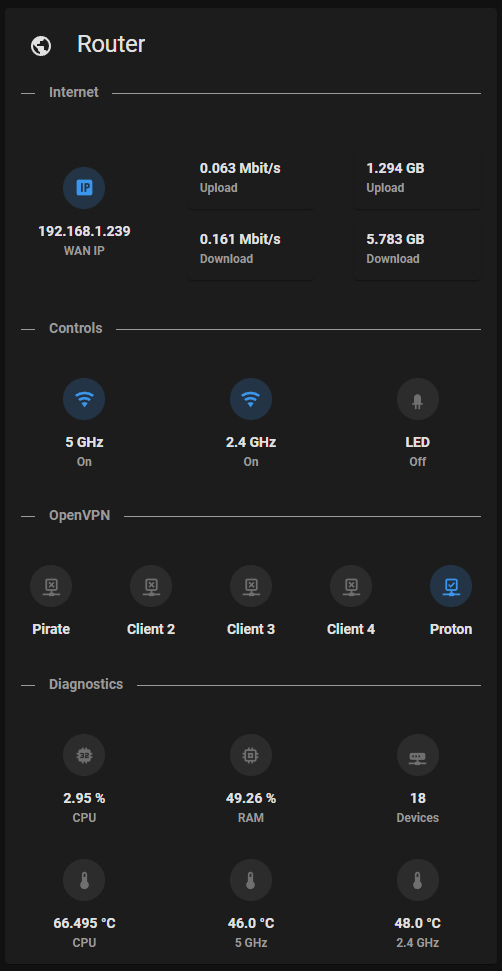 Router
Internet
IP
192.168.1.239
WAN IP
0.063 Mbit/s
Upload
1.294 GB
Upload
0.161 Mbit/s
Download
5.783 GB
Download
Controls
5 GHz
On
2.4 GHz
On
LED
Off
OpenVPN
Pirate
Client 2
Client 3
Client 4
Proton
Diagnostics
32
2.95 %
CPU
49.26 %
RAM
18
Devices
66.495 °C
CPU
46.0 °C
5 GHz
48.0 °C
2.4 GHz